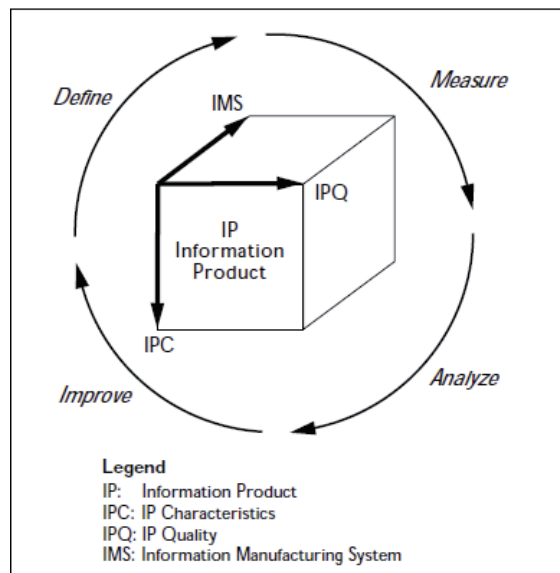 Define
Measure
IMS
IPQ
IP
Information
Product
IPC
Improve
Analyze
Legend
IP: Information Product
IPC: IP Characteristics
IPQ: IP Quality
IMS: Information Manufacturing System